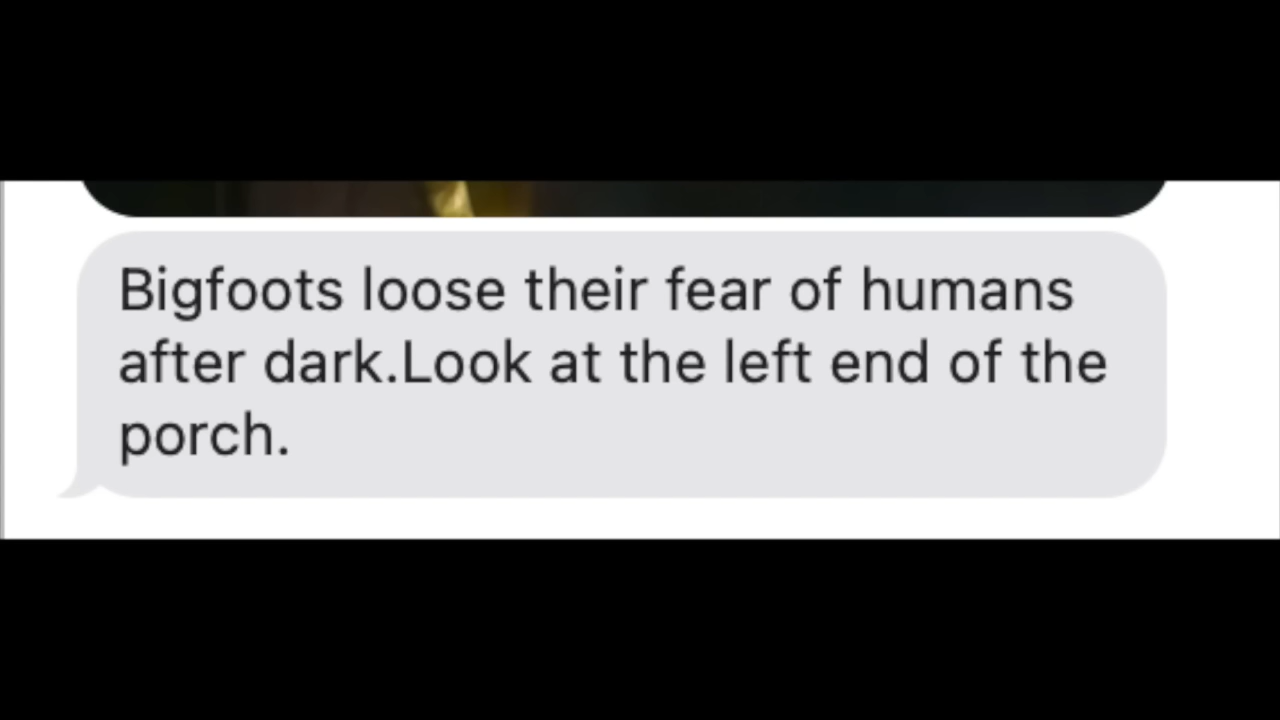 Bigfoots loose their fear of humans
after dark.Look at the left end of the
porch.